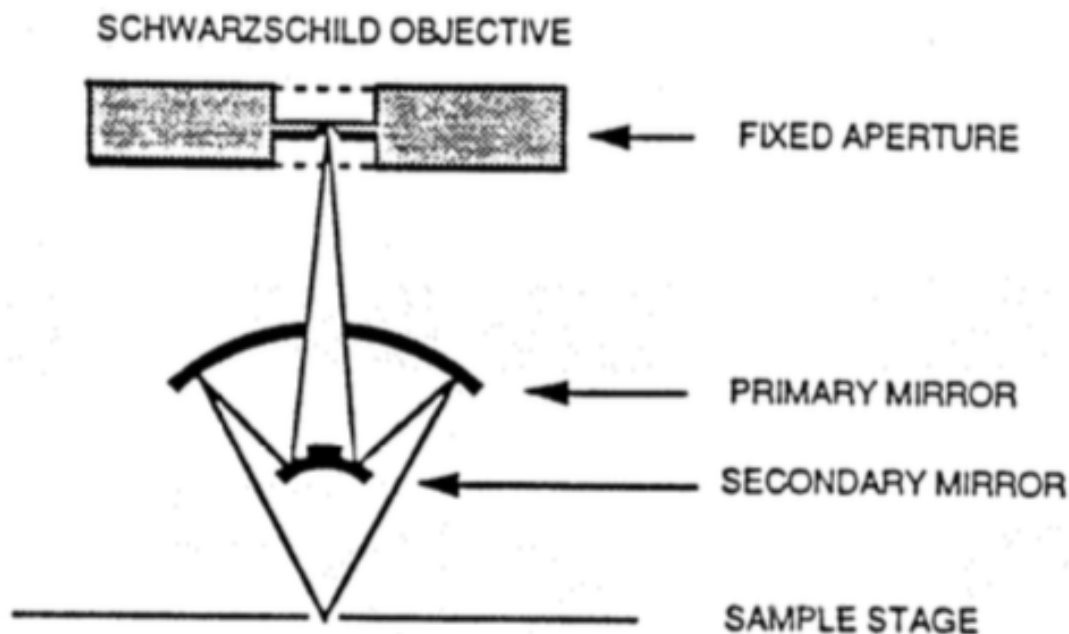 SCHWARZSCHILD OBJECTIVE
FIXED APERTURE
PRIMARY MIRROR
SECONDARY MIRROR
SAMPLE STAGE